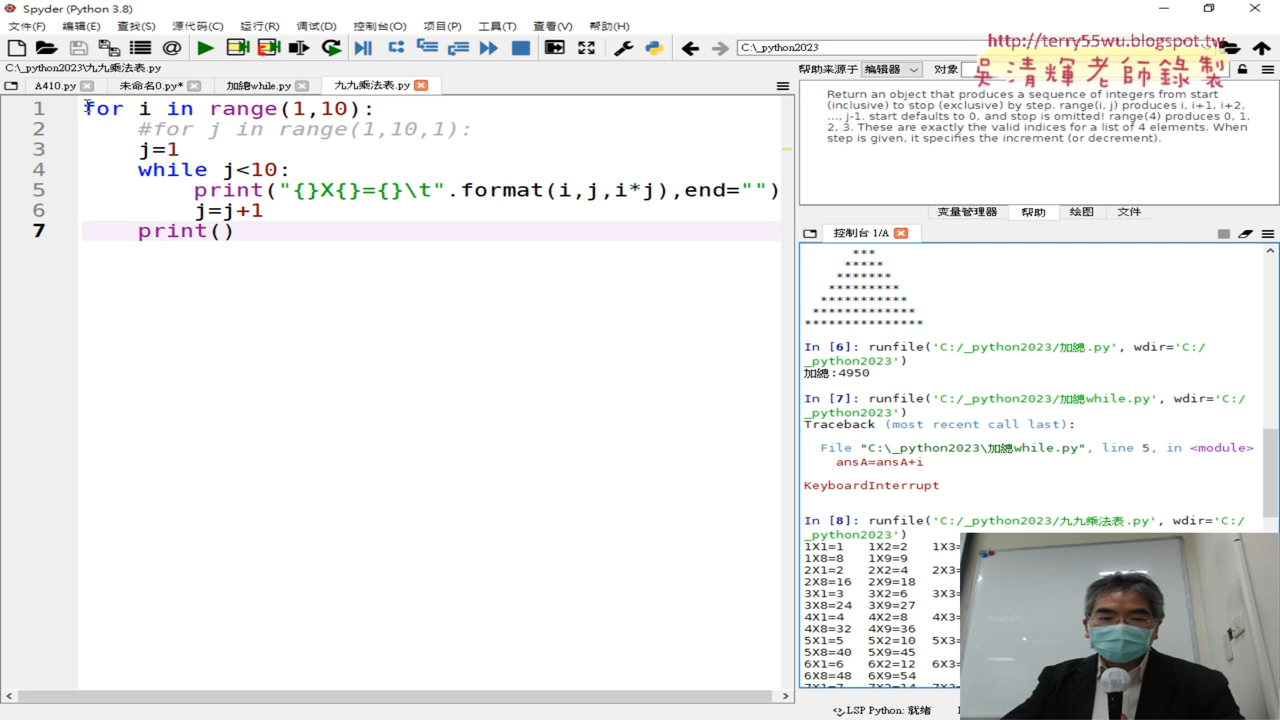 Spyder (Python 3.8)
文件(F) 编辑(E) 查找(S) 源代码(C) 运行(R) 调试(D) 控制台(O) 项目(P) 工具(T) 查看(V) 帮助(H)
C:\_python2023
http://terry55wu.blogspot.tw
吳清輝老師錄製
C:\_python2023\九九乘法表.py
帮助来源于 编辑器 对象
A410.py 未命名0.py* 加總while.py 九九乘法表.py
1 for i in range(1,10):
2 #for j in range(1,10,1):
3 j=1
4 while j<10:
5 print("{}X{}={}\t".format(i,j,i*j),end="")
6 j=j+1
7 print()
Return an object that produces a sequence of integers from start
(inclusive) to stop (exclusive) by step. range(i, j) produces i, i+1, i+2,
..., j-1. start defaults to 0, and stop is omitted! range(4) produces 0, 1,
2, 3. These are exactly the valid indices for a list of 4 elements. When
step is given, it specifies the increment (or decrement).
变量管理器 帮助 绘图 文件
控制台 1/A
***
*****
*******
*********
***********
*************
***************
In [6]: runfile('C:/_python2023/加總.py', wdir='C:/
_python2023')
加總:4950
In [7]: runfile('C:/_python2023/加總while.py', wdir='C:/
_python2023')
Traceback (most recent call last):
File "C:\_python2023\加總while.py", line 5, in <module>
ansA=ansA+i
KeyboardInterrupt
In [8]: runfile('C:/_python2023/九九乘法表.py', wdir='C:/
_python2023')
1X1=1 1X2=2 1X3=
1X8=8 1X9=9
2X1=2 2X2=4 2X3=
2X8=16 2X9=18
3X1=3 3X2=6 3X3=
3X8=24 3X9=27
4X1=4 4X2=8 4X3=
4X8=32 4X9=36
5X1=5 5X2=10 5X3=
5X8=40 5X9=45
6X1=6 6X2=12 6X3=
6X8=48 6X9=54
7X1=7 7X2=14 7X3=
LSP Python: 就绪